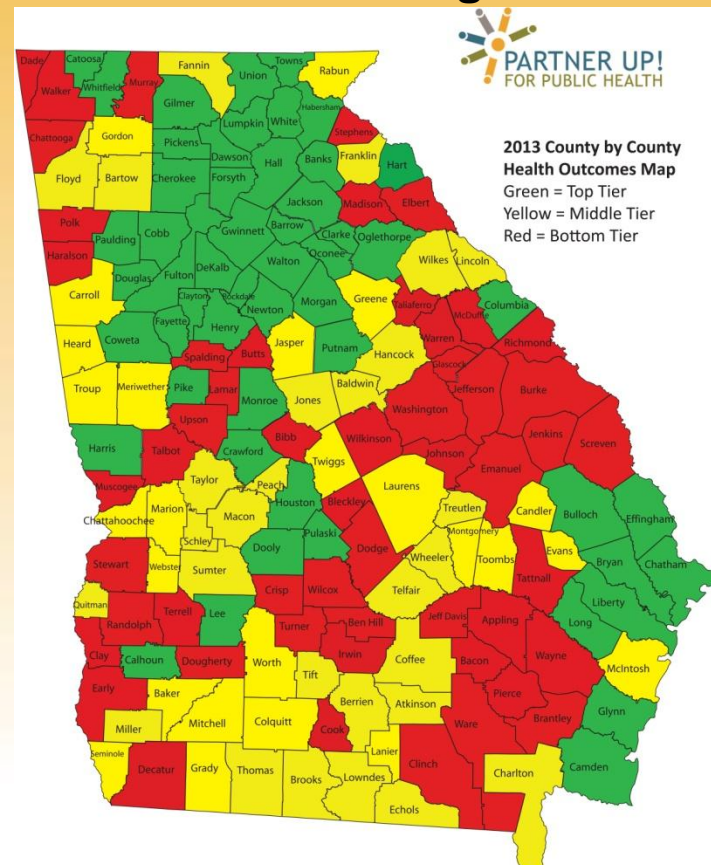 PARTNER UP!
FOR PUBLIC HEALTH
2013 County by County
Health Outcomes Map
Green = Top Tier
Yellow = Middle Tier
Red = Bottom Tier
Dade
Catoosa
Whitfield
Murray
Fannin
Union
Towns
Rabun
Walker
Gilmer
Habersham
Lumpkin
White
Stephens
Chattooga
Gordon
Pickens
Dawson
Banks
Franklin
Hart
Floyd
Bartow
Cherokee
Forsyth
Hall
Jackson
Madison
Elbert
Polk
Paulding
Cobb
Gwinnett
Barrow
Clarke
Oglethorpe
Haralson
Douglas
Fulton
DeKalb
Walton
Oconee
Wilkes
Lincoln
Carroll
Clayton
Rockdale
Newton
Morgan
Greene
Taliaferro
McDuffie
Columbia
Heard
Coweta
Fayette
Henry
Jasper
Putnam
Hancock
Warren
Richmond
Spalding
Butts
Glascock
Troup
Meriwether
Pike
Lamar
Monroe
Jones
Baldwin
Washington
Jefferson
Burke
Upson
Harris
Talbot
Crawford
Bibb
Twiggs
Wilkinson
Johnson
Emanuel
Jenkins
Screven
Muscogee
Taylor
Peach
Houston
Bleckley
Laurens
Treutlen
Candler
Bulloch
Effingham
Chattahoochee
Marion
Macon
Schley
Pulaski
Dooly
Dodge
Wheeler
Montgomery
Toombs
Evans
Bryan
Chatham
Stewart
Webster
Sumter
Telfair
Tattnall
Liberty
Long
Quitman
Randolph
Terrell
Lee
Crisp
Wilcox
Turner
Ben Hill
Jeff Davis
Appling
Wayne
McIntosh
Clay
Calhoun
Dougherty
Worth
Tift
Irwin
Coffee
Bacon
Pierce
Early
Baker
Mitchell
Colquitt
Berrien
Atkinson
Ware
Brantley
Glynn
Miller
Cook
Lanier
Clinch
Charlton
Camden
Seminole
Decatur
Grady
Thomas
Brooks
Lowndes
Echols